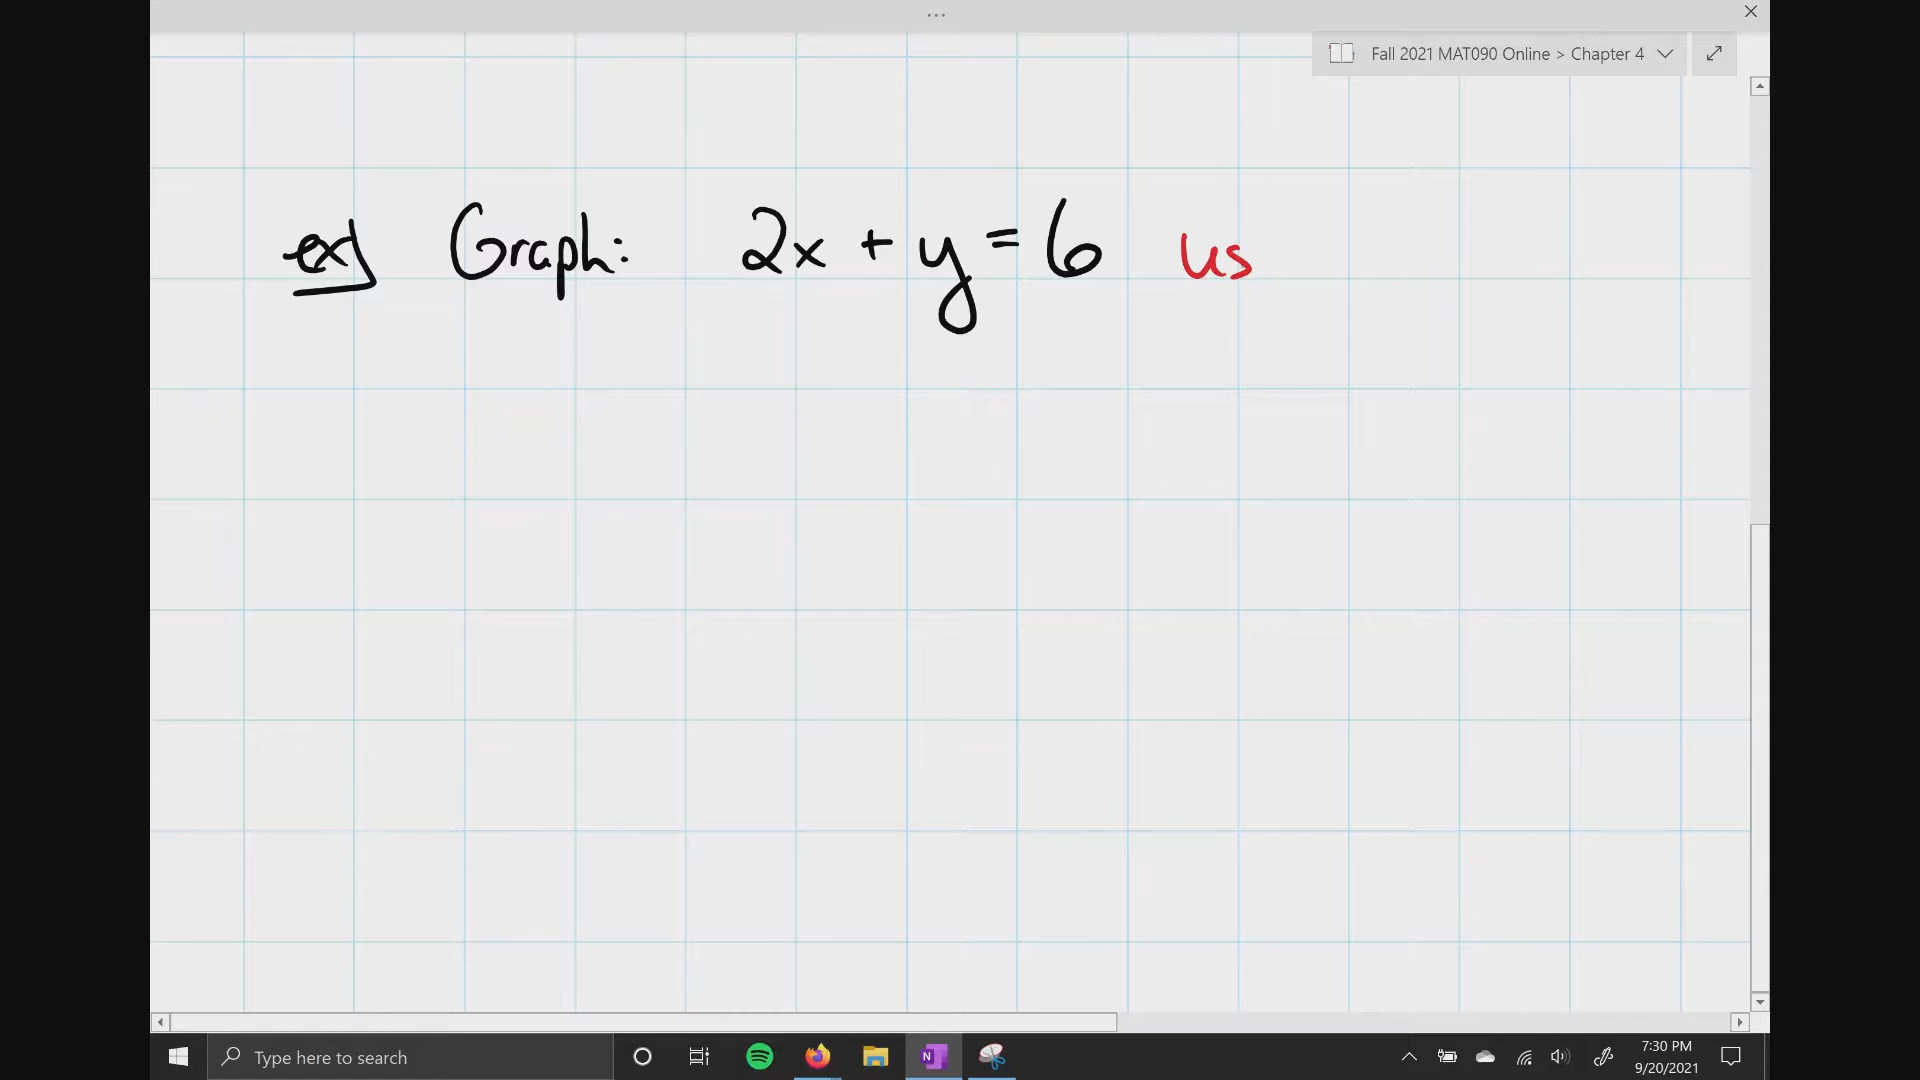 ...
Fall 2021 MAT090 Online > Chapter 4
ex) Graph: 2x + y = 6 us
Type here to search
7:30 PM
9/20/2021